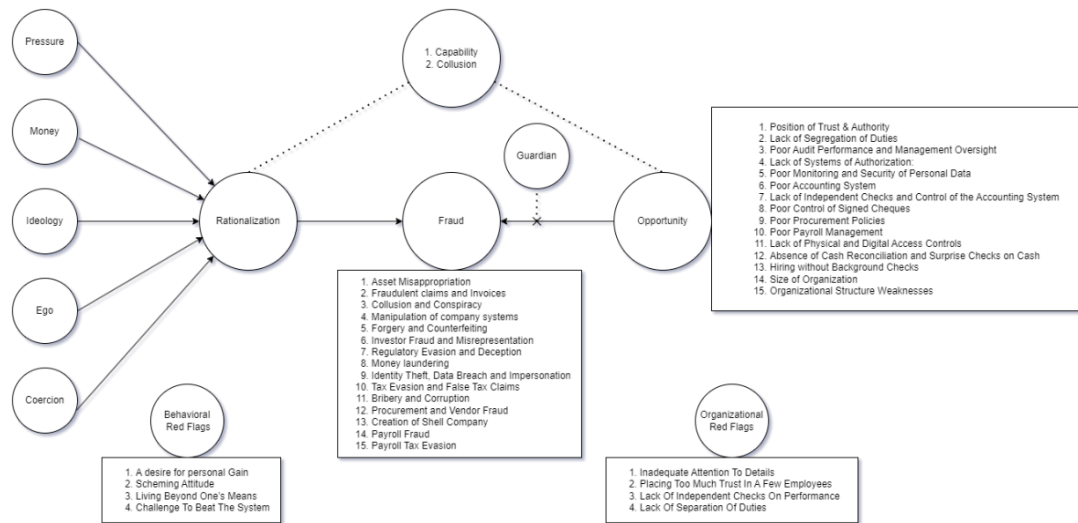 Pressure
Money
Ideology
Ego
Coercion
Rationalization
1. Capability
2. Collusion
Guardian
Fraud
Opportunity
1. Position of Trust & Authority
2. Lack of Segregation of Duties
3. Poor Audit Performance and Management Oversight
4. Lack of Systems of Authorization:
5. Poor Monitoring and Security of Personal Data
6. Poor Accounting System
7. Lack of Independent Checks and Control of the Accounting System
8. Poor Control of Signed Cheques
9. Poor Procurement Policies
10. Poor Payroll Management
11. Lack of Physical and Digital Access Controls
12. Absence of Cash Reconciliation and Surprise Checks on Cash
13. Hiring without Background Checks
14. Size of Organization
15. Organizational Structure Weaknesses
1. Asset Misappropriation
2. Fraudulent claims and Invoices
3. Collusion and Conspiracy
4. Manipulation of company systems
5. Forgery and Counterfeiting
6. Investor Fraud and Misrepresentation
7. Regulatory Evasion and Deception
8. Money laundering
9. Identity Theft, Data Breach and Impersonation
10. Tax Evasion and False Tax Claims
11. Bribery and Corruption
12. Procurement and Vendor Fraud
13. Creation of Shell Company
14. Payroll Fraud
15. Payroll Tax Evasion
Behavioral
Red Flags
1. A desire for personal Gain
2. Scheming Attitude
3. Living Beyond One's Means
4. Challenge To Beat The System
Organizational
Red Flags
1. Inadequate Attention To Details
2. Placing Too Much Trust In A Few Employees
3. Lack Of Independent Checks On Performance
4. Lack Of Separation Of Duties